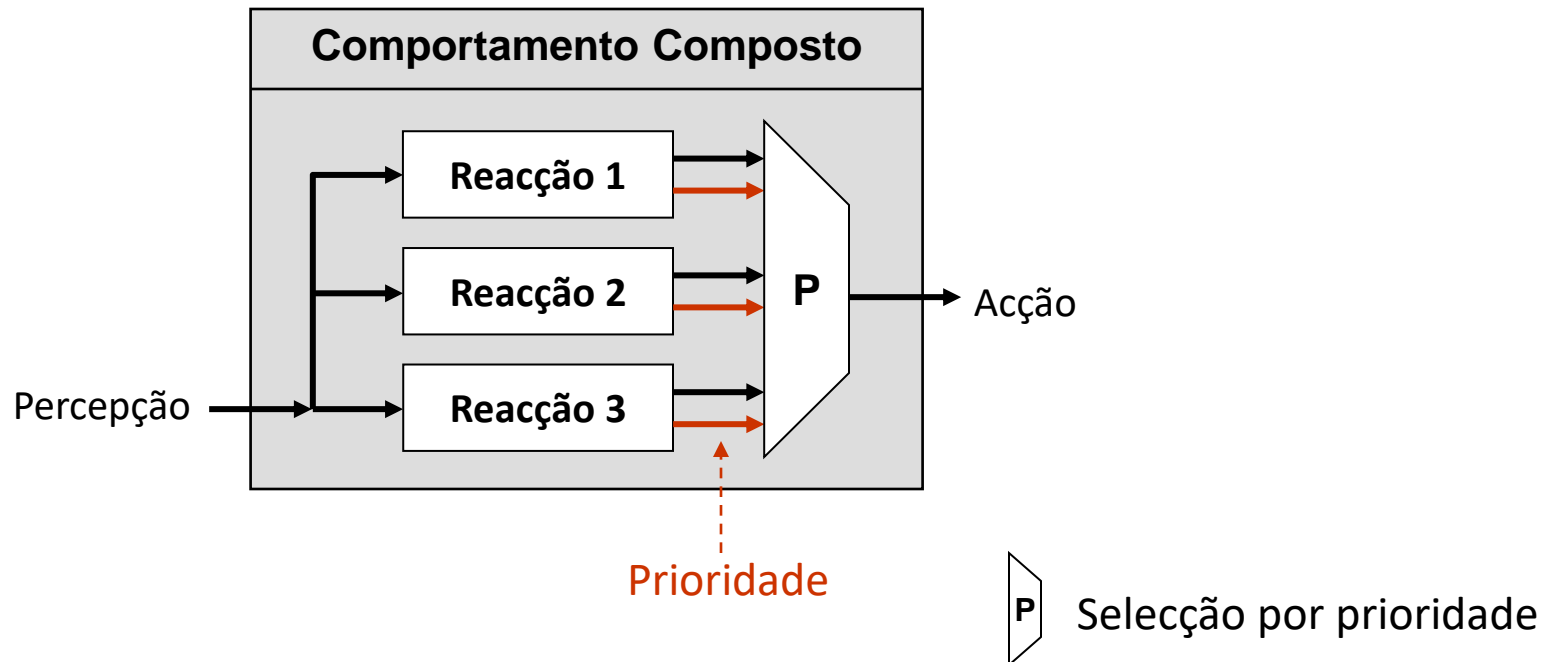 Comportamento Composto
Reacção 1
Reacção 2
P
Acção
Percepção
Reacção 3
Prioridade
P
Selecção por prioridade